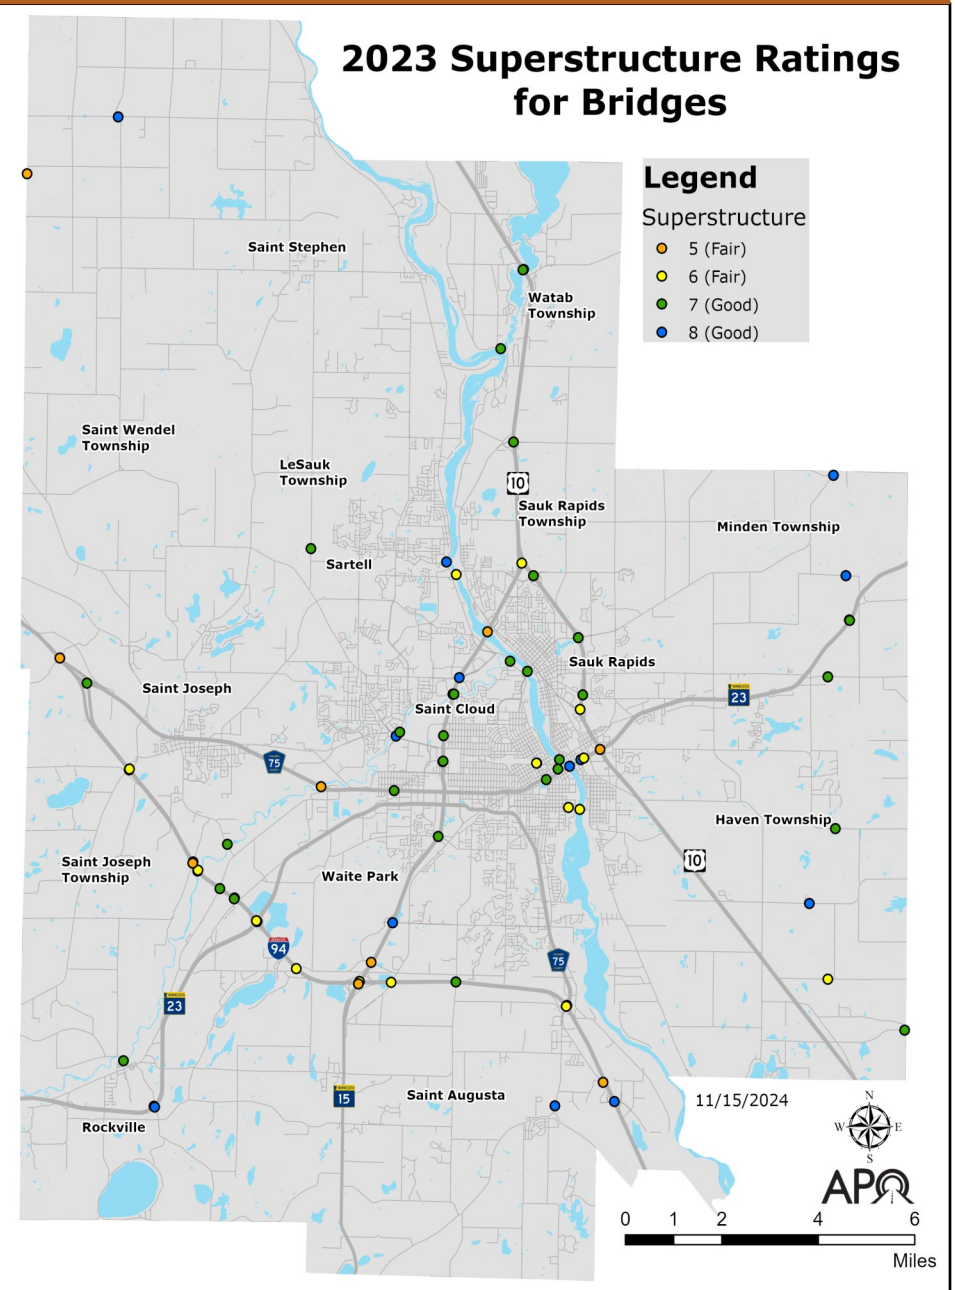 2023 Superstructure Ratings
for Bridges
Legend
Superstructure
5 (Fair)
6 (Fair)
7 (Good)
8 (Good)
Saint Stephen
Watab
Township
Saint Wendel
Township
LeSauk
Township
10
Sauk Rapids
Township
Minden Township
Sartell
Sauk Rapids
Saint Joseph
23
Saint Cloud
75
Haven Township
10
Saint Joseph
Township
Waite Park
94
75
23
15
Saint Augusta
11/15/2024
Rockville
N
W
E
S
APO
0 1 2 4 6
Miles